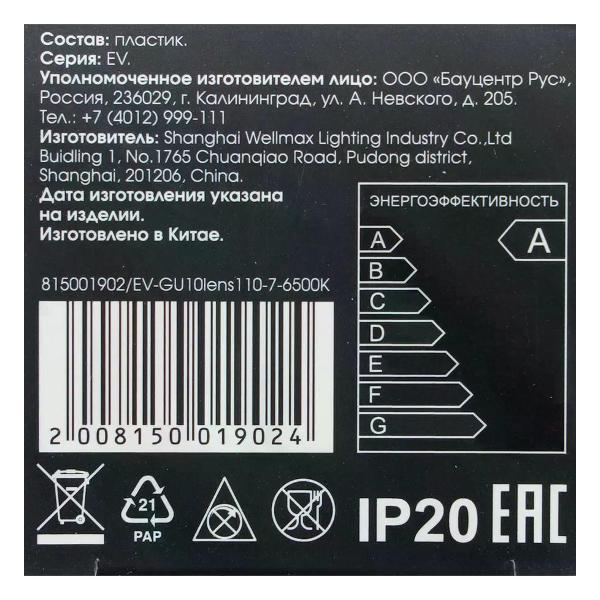 Состав: пластик.
Серия: EV.
Уполномоченное изготовителем лицо: ООО «Бауцентр Рус»,
Россия, 236029, г. Калининград, ул. А. Невского, д. 205.
Тел.: +7 (4012) 999-111
Изготовитель: Shanghai Wellmax Lighting Industry Co.,Ltd
Buidling 1, No.1765 Chuanqiao Road, Pudong district,
Shanghai, 201206, China.
Дата изготовления указана
на изделии.
Изготовлено в Китае.
ЭНЕРГОЭФФЕКТИВНОСТЬ
A
A
B
C
D
E
F
G
815001902/EV-GU10lens110-7-6500K
2 008150 019024
21
PAP
IP20
EAC